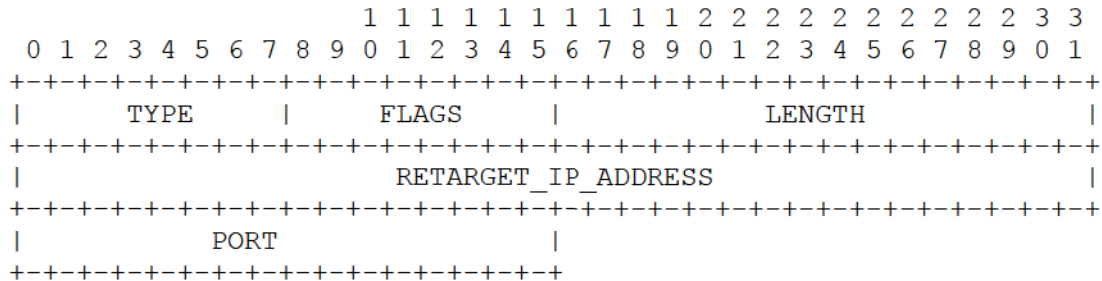 1 1 1 1 1 1 1 1 1 1 2 2 2 2 2 2 2 2 2 2 3 3
 0 1 2 3 4 5 6 7 8 9 0 1 2 3 4 5 6 7 8 9 0 1 2 3 4 5 6 7 8 9 0 1
+-+-+-+-+-+-+-+-+-+-+-+-+-+-+-+-+-+-+-+-+-+-+-+-+-+-+-+-+-+-+-+-+
|      TYPE     |     FLAGS     |            LENGTH             |
+-+-+-+-+-+-+-+-+-+-+-+-+-+-+-+-+-+-+-+-+-+-+-+-+-+-+-+-+-+-+-+-+
|                      RETARGET_IP_ADDRESS                      |
+-+-+-+-+-+-+-+-+-+-+-+-+-+-+-+-+-+-+-+-+-+-+-+-+-+-+-+-+-+-+-+-+
|           PORT                |
+-+-+-+-+-+-+-+-+-+-+-+-+-+-+-+-+